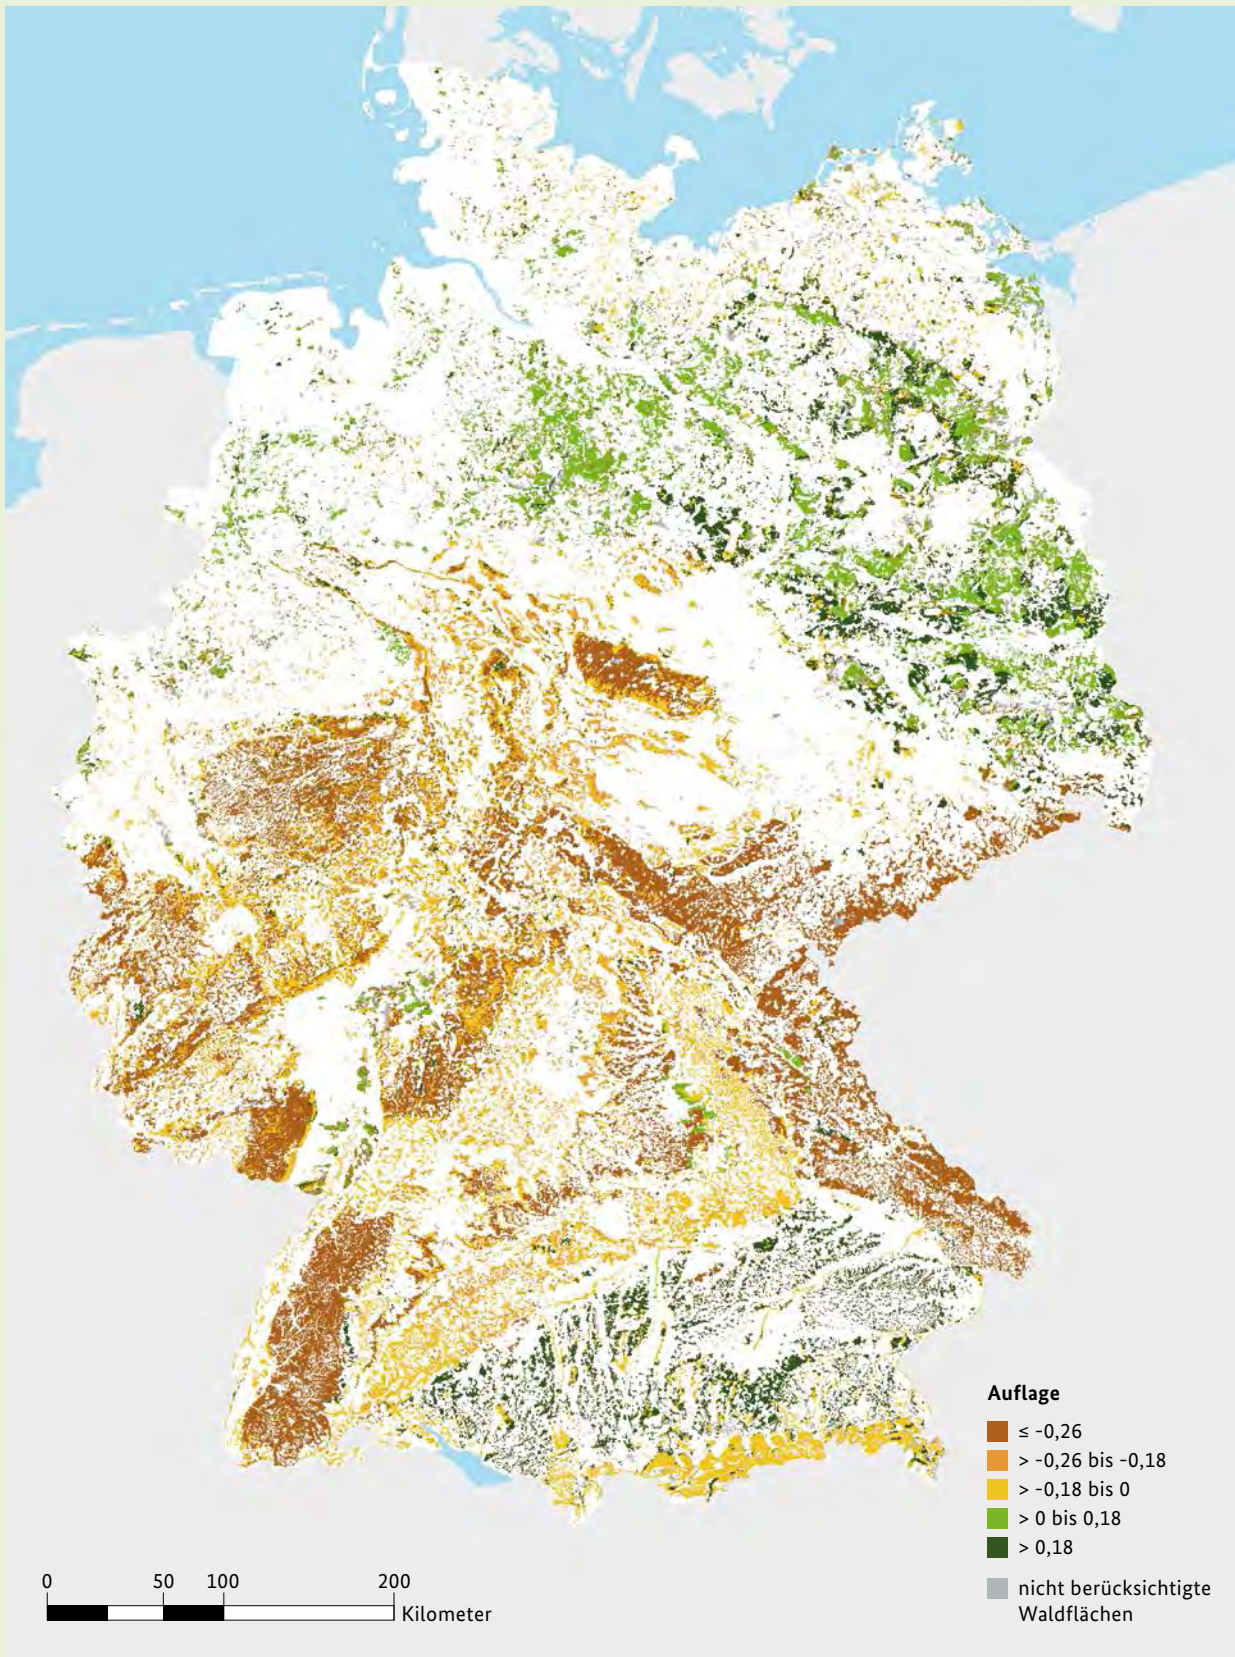 Auflage
≤ -0,26
> -0,26 bis -0,18
> -0,18 bis 0
> 0 bis 0,18
> 0,18
nicht berücksichtigte
Waldflächen
0 50 100 200
Kilometer